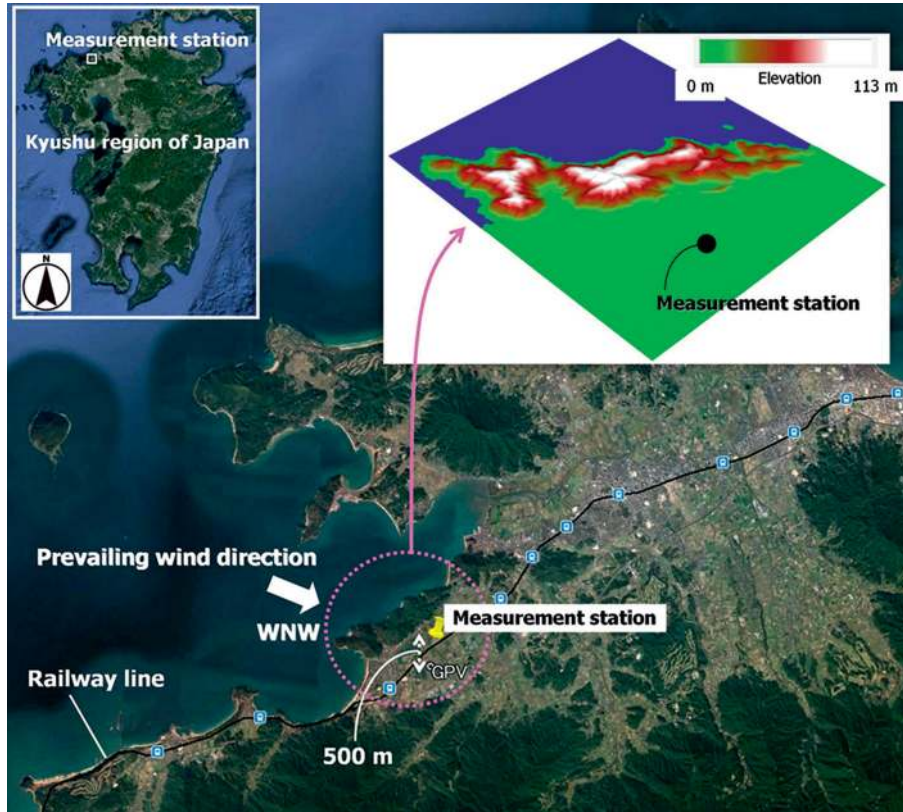 Measurement station
Kyushu region of Japan
N
0 m
Elevation
113 m
Measurement station
Prevailing wind direction
WNW
Measurement station
GPV
Railway line
500 m